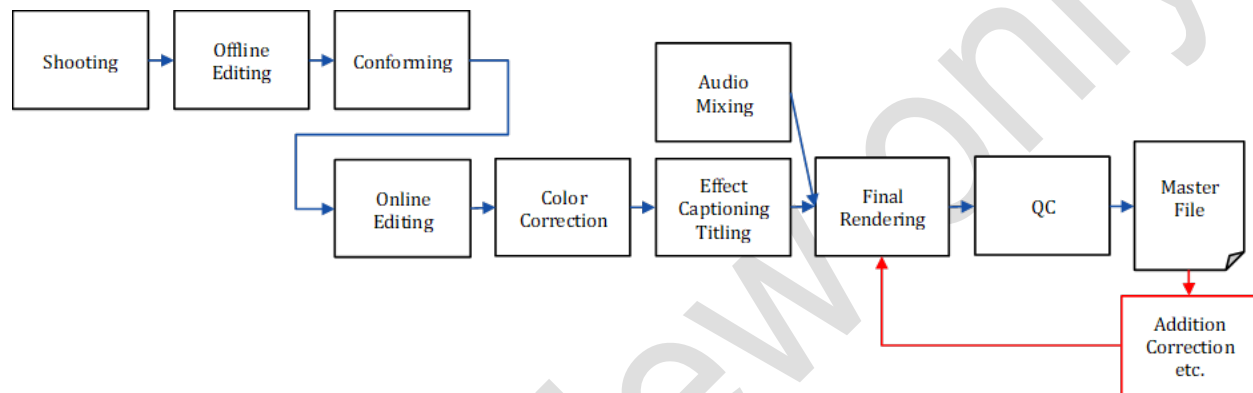 Shooting
Offline
Editing
Conforming
Audio
Mixing
Online
Editing
Color
Correction
Effect
Captioning
Titling
Final
Rendering
QC
Master
File
Addition
Correction
etc.